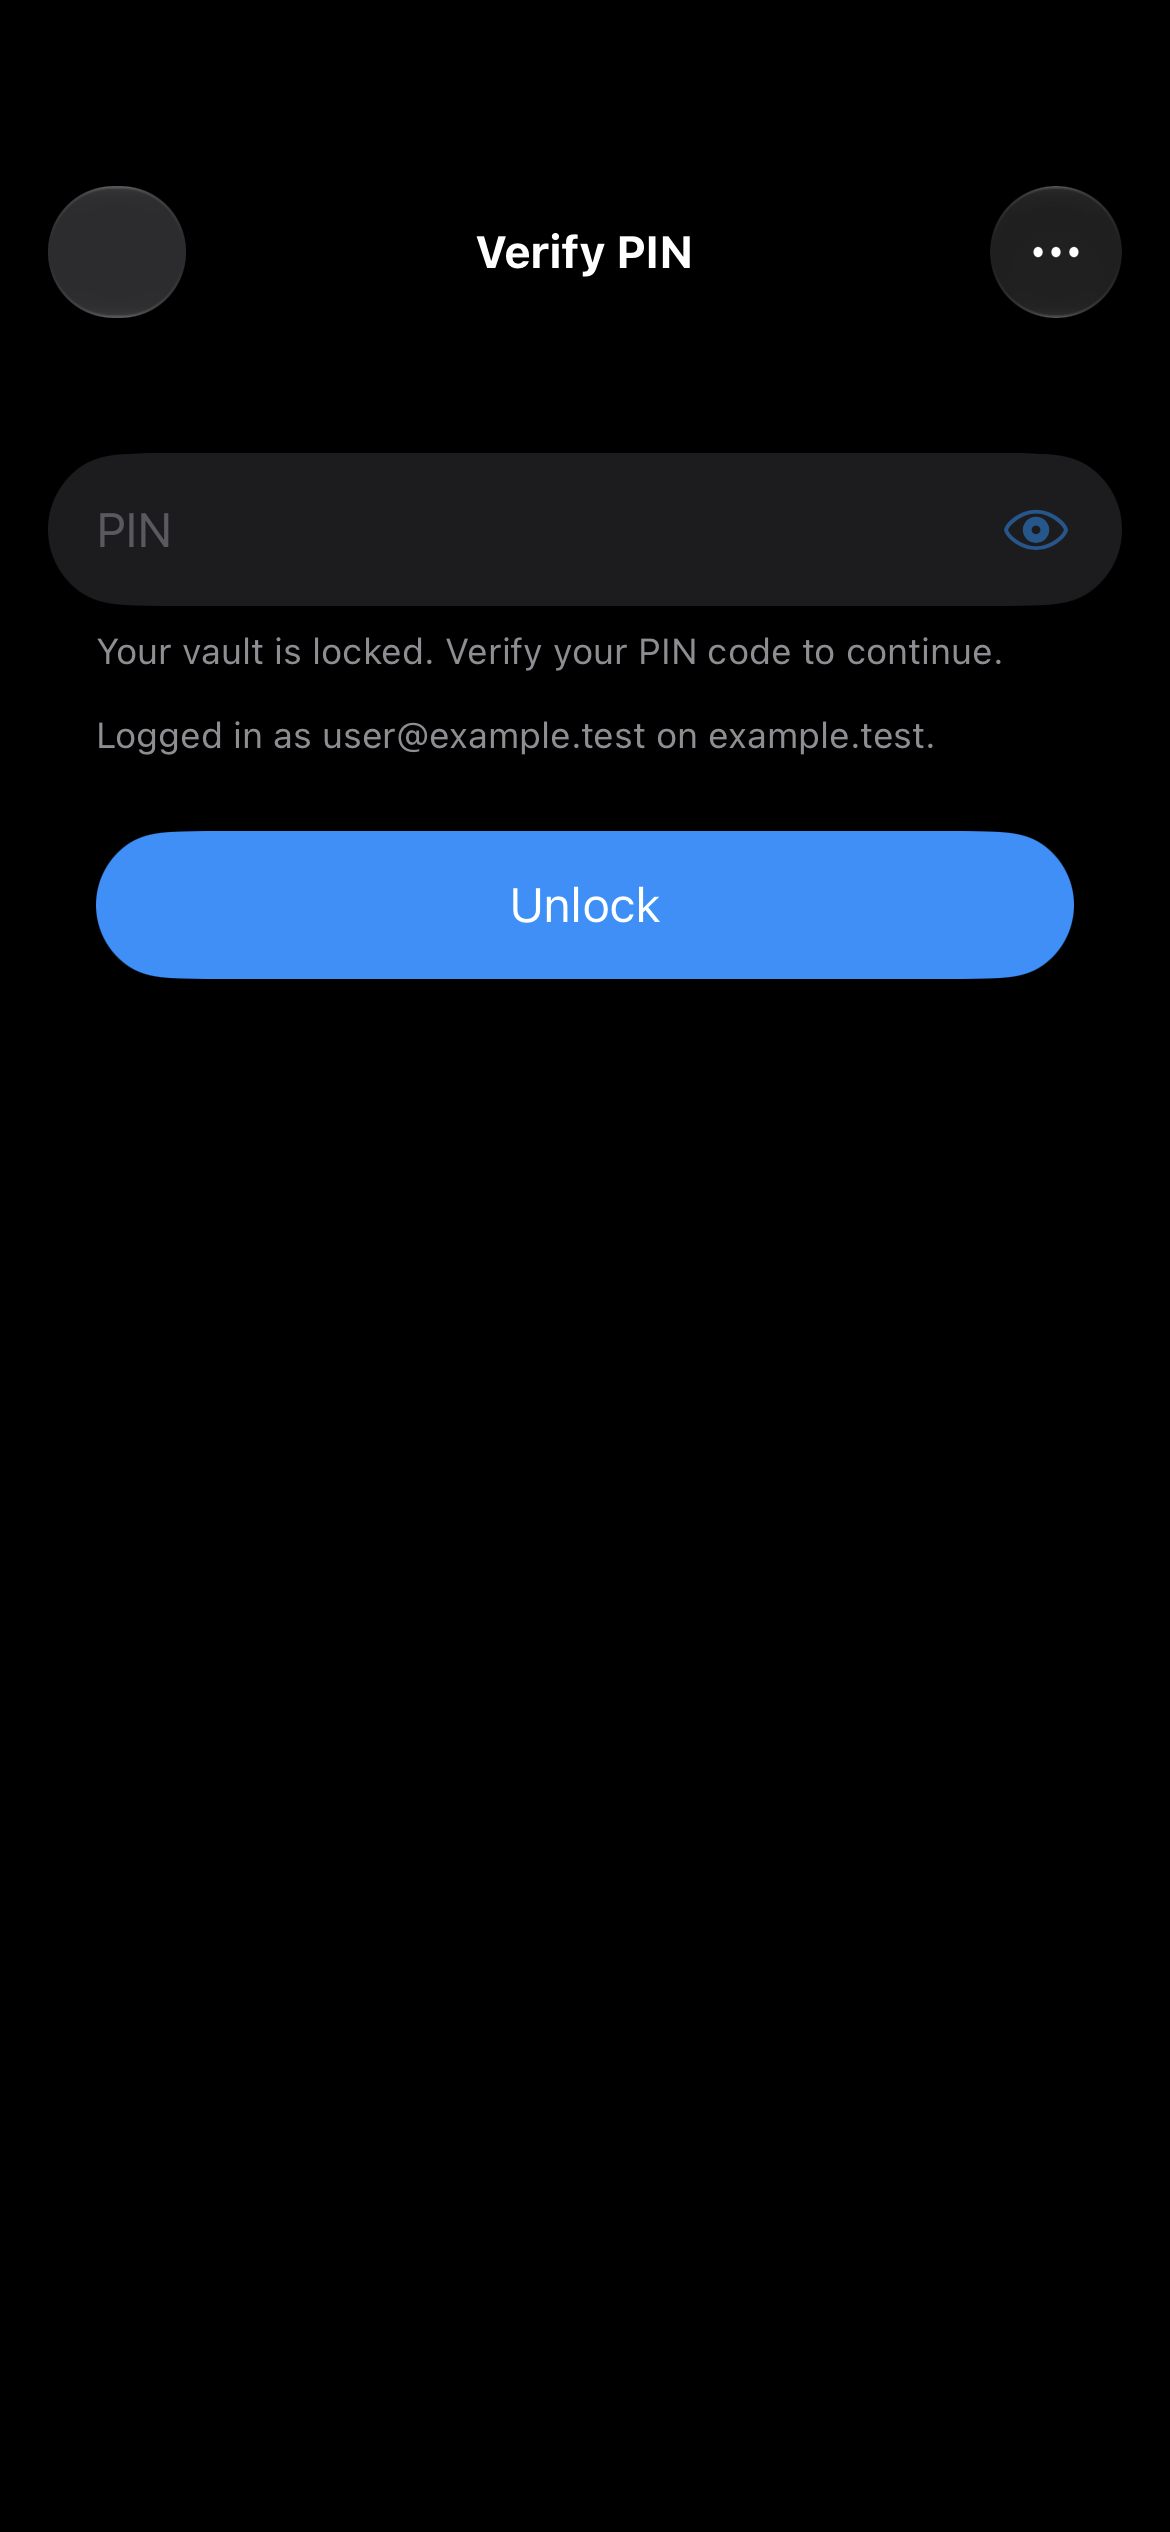 Verify PIN
PIN
Your vault is locked. Verify your PIN code to continue.
Logged in as user@example.test on example.test.
Unlock